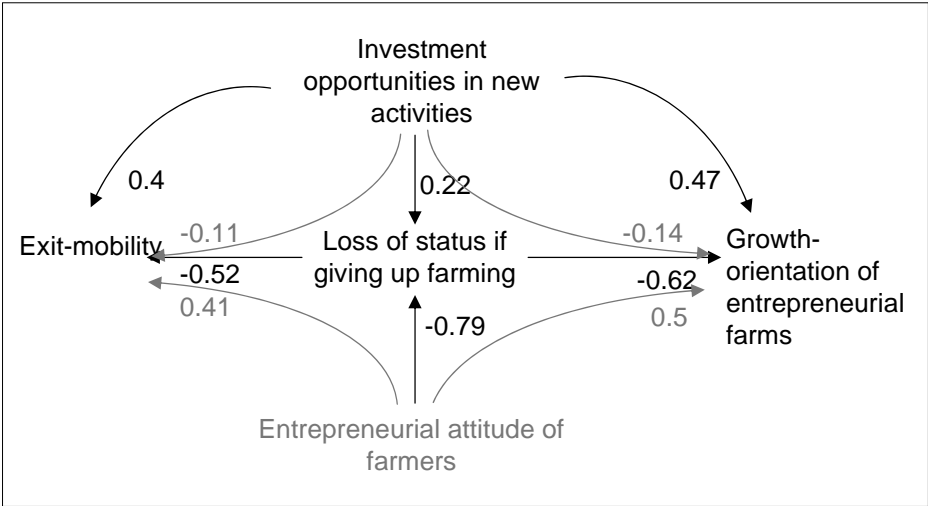 Investment
opportunities in new
activities
0.4
0.22
0.47
Exit-mobility
-0.11
Loss of status if
giving up farming
-0.14
Growth-
orientation of
entrepreneurial
farms
-0.52
-0.62
0.41
0.5
-0.79
Entrepreneurial attitude of
farmers